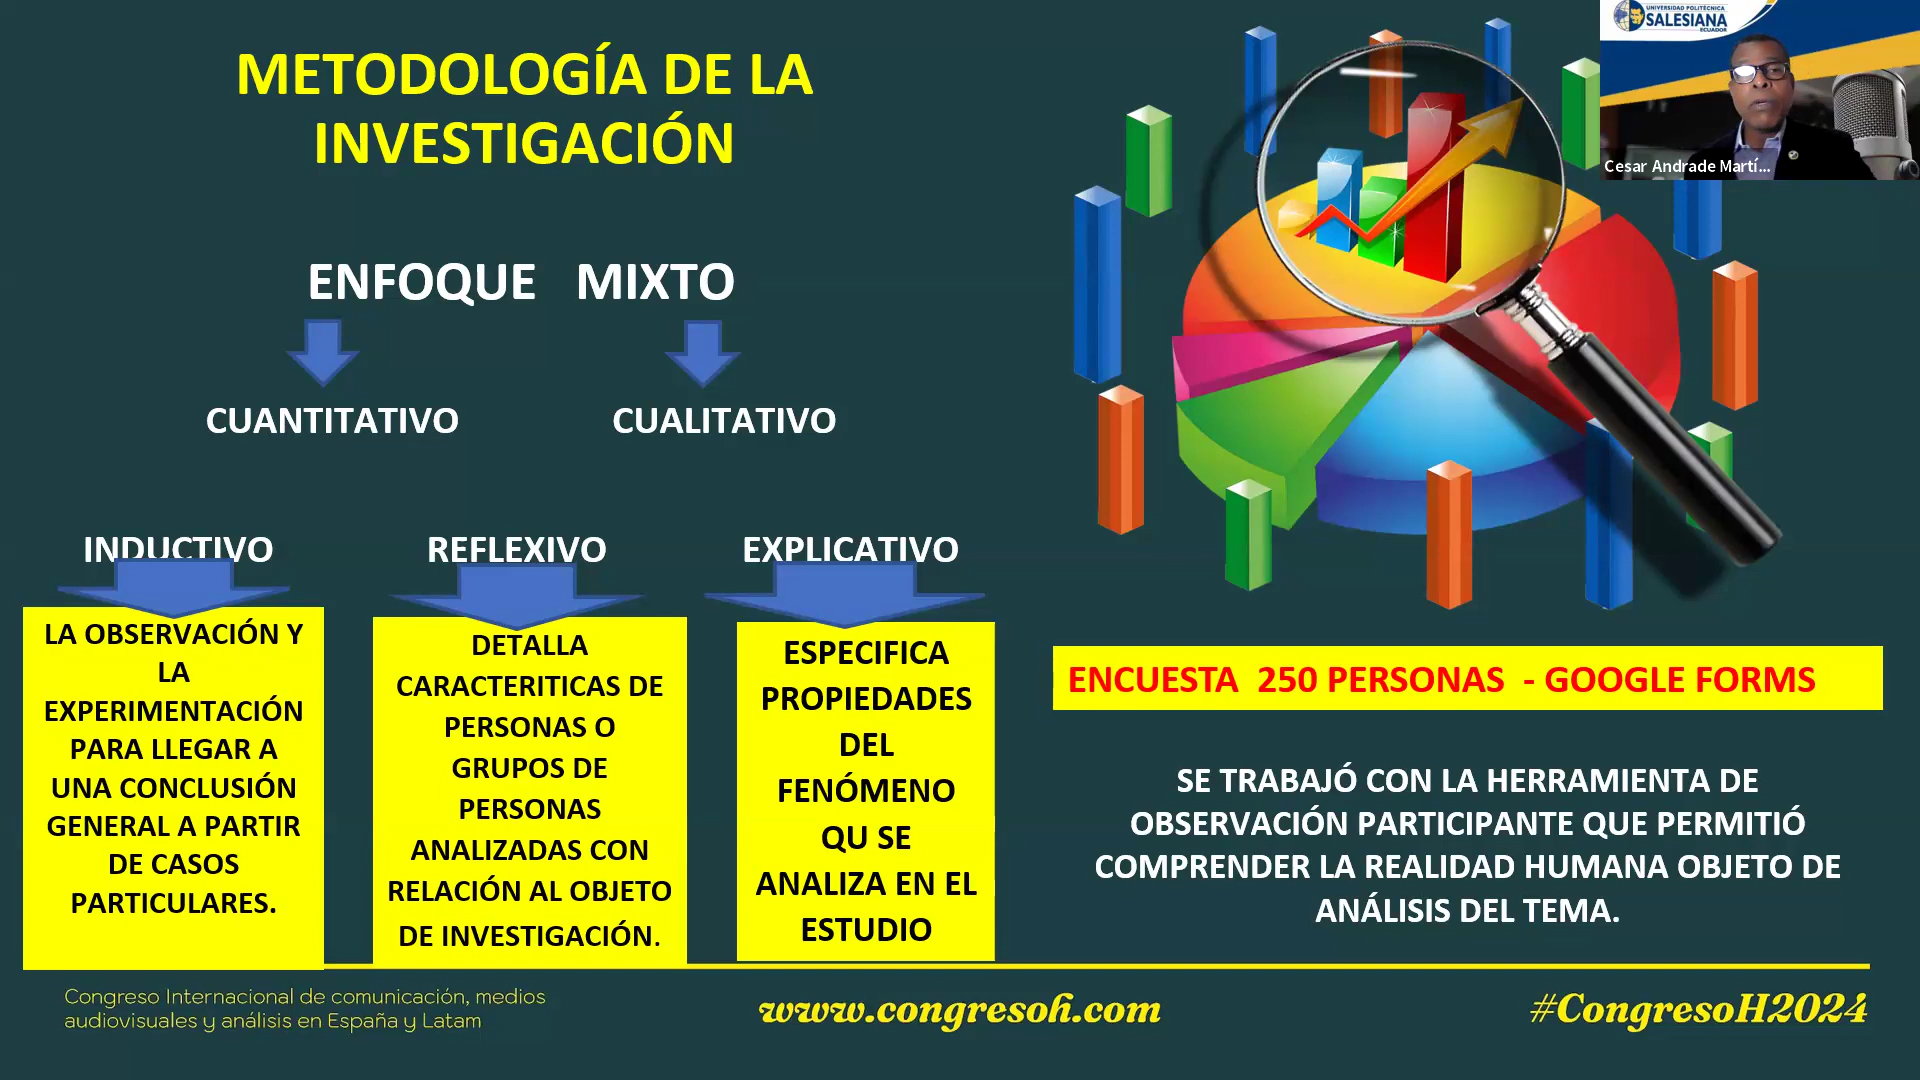 METODOLOGÍA DE LA
INVESTIGACIÓN
ENFOQUE MIXTO
CUANTITATIVO
CUALITATIVO
INDUCTIVO
REFLEXIVO
EXPLICATIVO
LA OBSERVACIÓN Y
LA
EXPERIMENTACIÓN
PARA LLEGAR A
UNA CONCLUSIÓN
GENERAL A PARTIR
DE CASOS
PARTICULARES.
DETALLA
CARACTERITICAS DE
PERSONAS O
GRUPOS DE
PERSONAS
ANALIZADAS CON
RELACIÓN AL OBJETO
DE INVESTIGACIÓN.
ESPECIFICA
PROPIEDADES
DEL
FENÓMENO
QU SE
ANALIZA EN EL
ESTUDIO
UNIVERSIDAD POLITÉCNICA
SALESIANA
ECUADOR
Cesar Andrade Martí...
ENCUESTA 250 PERSONAS - GOOGLE FORMS
SE TRABAJÓ CON LA HERRAMIENTA DE
OBSERVACIÓN PARTICIPANTE QUE PERMITIÓ
COMPRENDER LA REALIDAD HUMANA OBJETO DE
ANÁLISIS DEL TEMA.
Congreso Internacional de comunicación, medios
audiovisuales y análisis en España y Latam
www.congresoh.com
#CongresoH2024